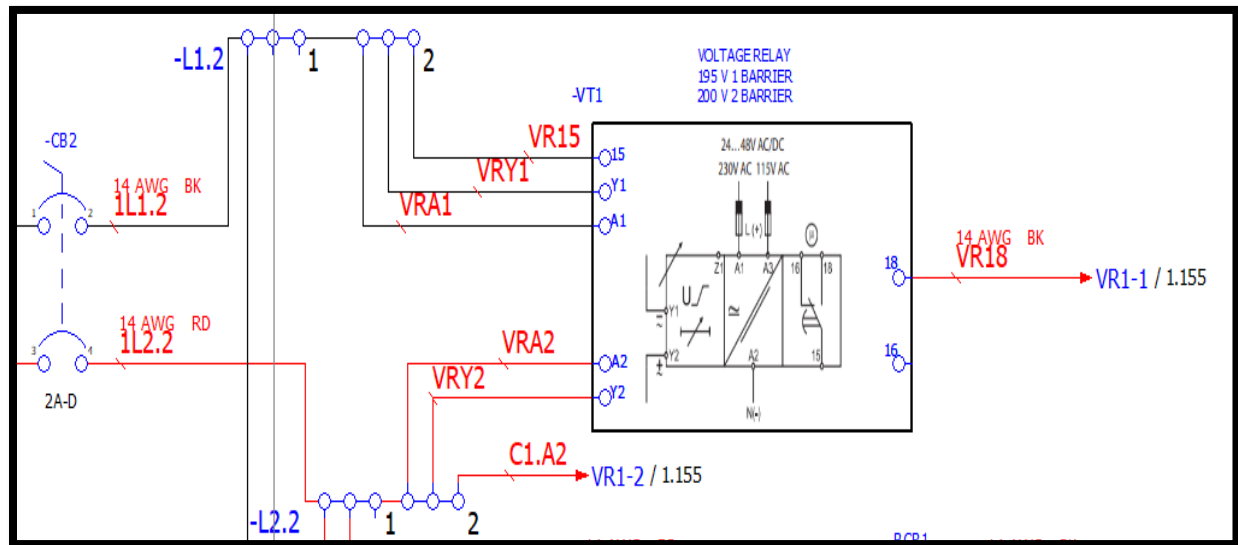 -L1.2
1
2
VOLTAGE RELAY
195 V 1 BARRIER
200 V 2 BARRIER
-VT1
-CB2
VR15
15
24...48V AC/DC
230V AC 115V AC
14 AWG BK
1L1.2
1
2
VRY1
Y1
VRA1
A1
L (+)
Z1
A1
A3
16
18
18
14 AWG BK
VR18
VR1-1 / 1.155
U
Y1
14 AWG RD
1L2.2
3
4
VRA2
A2
Y2
A2
15
16
2A-D
VRY2
Y2
N(-)
C1.A2
VR1-2 / 1.155
-L2.2
1
2